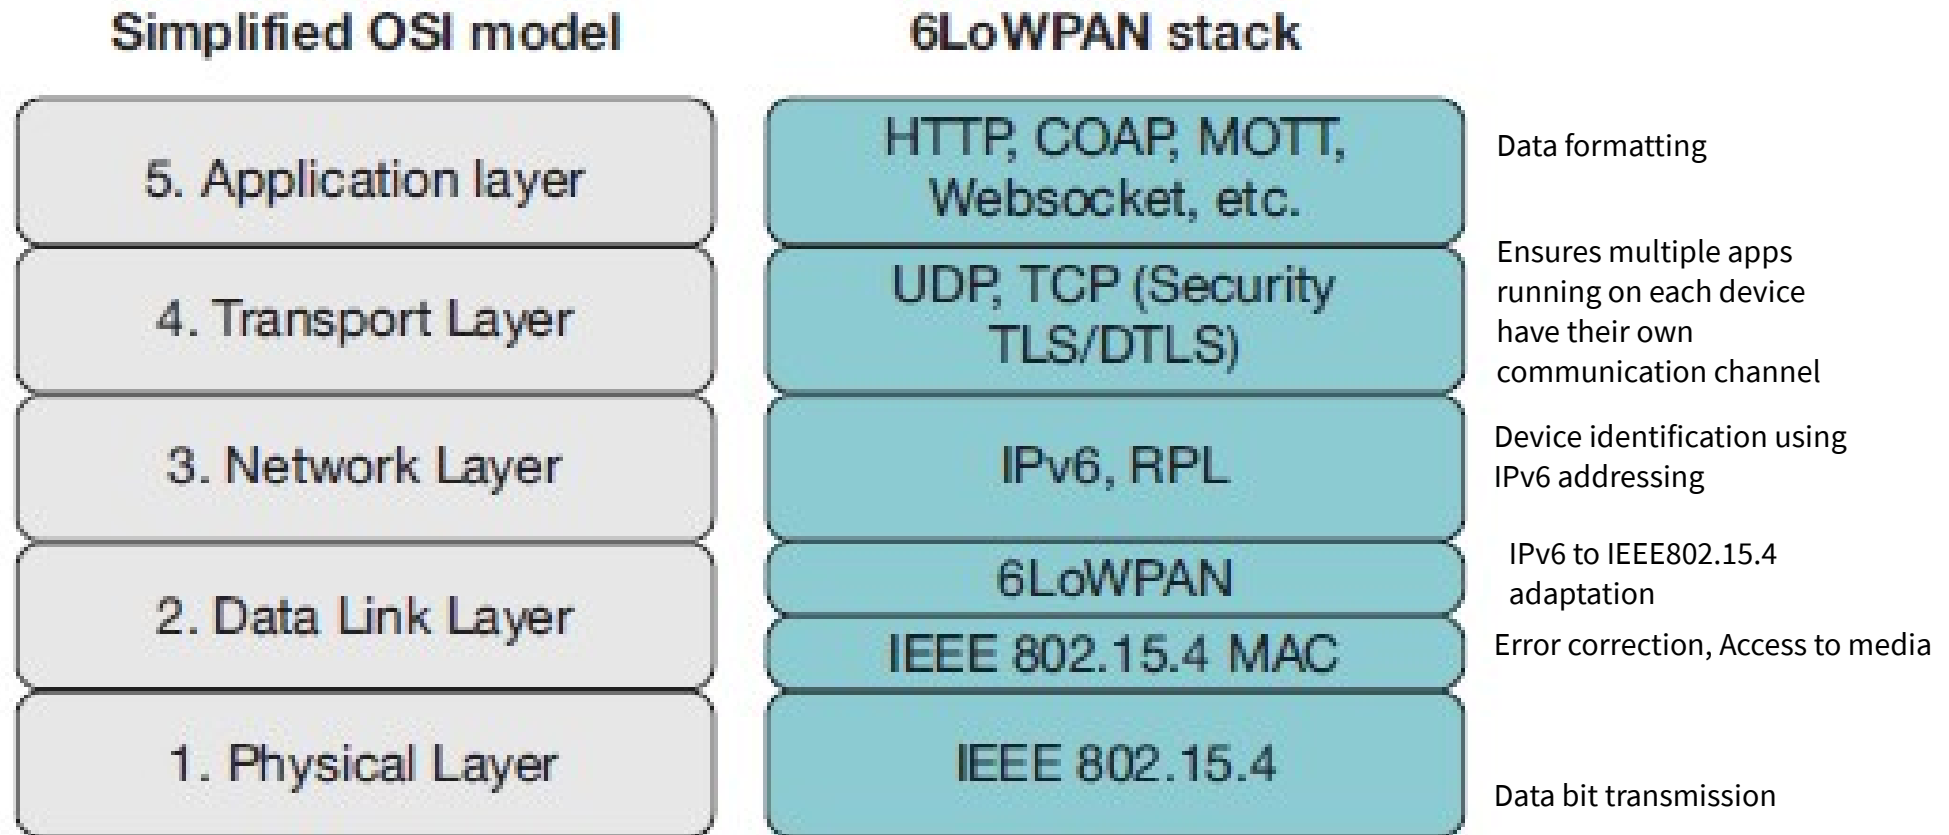 Simplified OSI model
6LoWPAN stack
5. Application layer
HTTP, COAP, MOTT,
Websocket, etc.
Data formatting
4. Transport Layer
UDP, TCP (Security
TLS/DTLS)
Ensures multiple apps
running on each device
have their own
communication channel
3. Network Layer
IPv6, RPL
Device identification using
IPv6 addressing
2. Data Link Layer
6LoWPAN
IPv6 to IEEE802.15.4
adaptation
IEEE 802.15.4 MAC
Error correction, Access to media
1. Physical Layer
IEEE 802.15.4
Data bit transmission